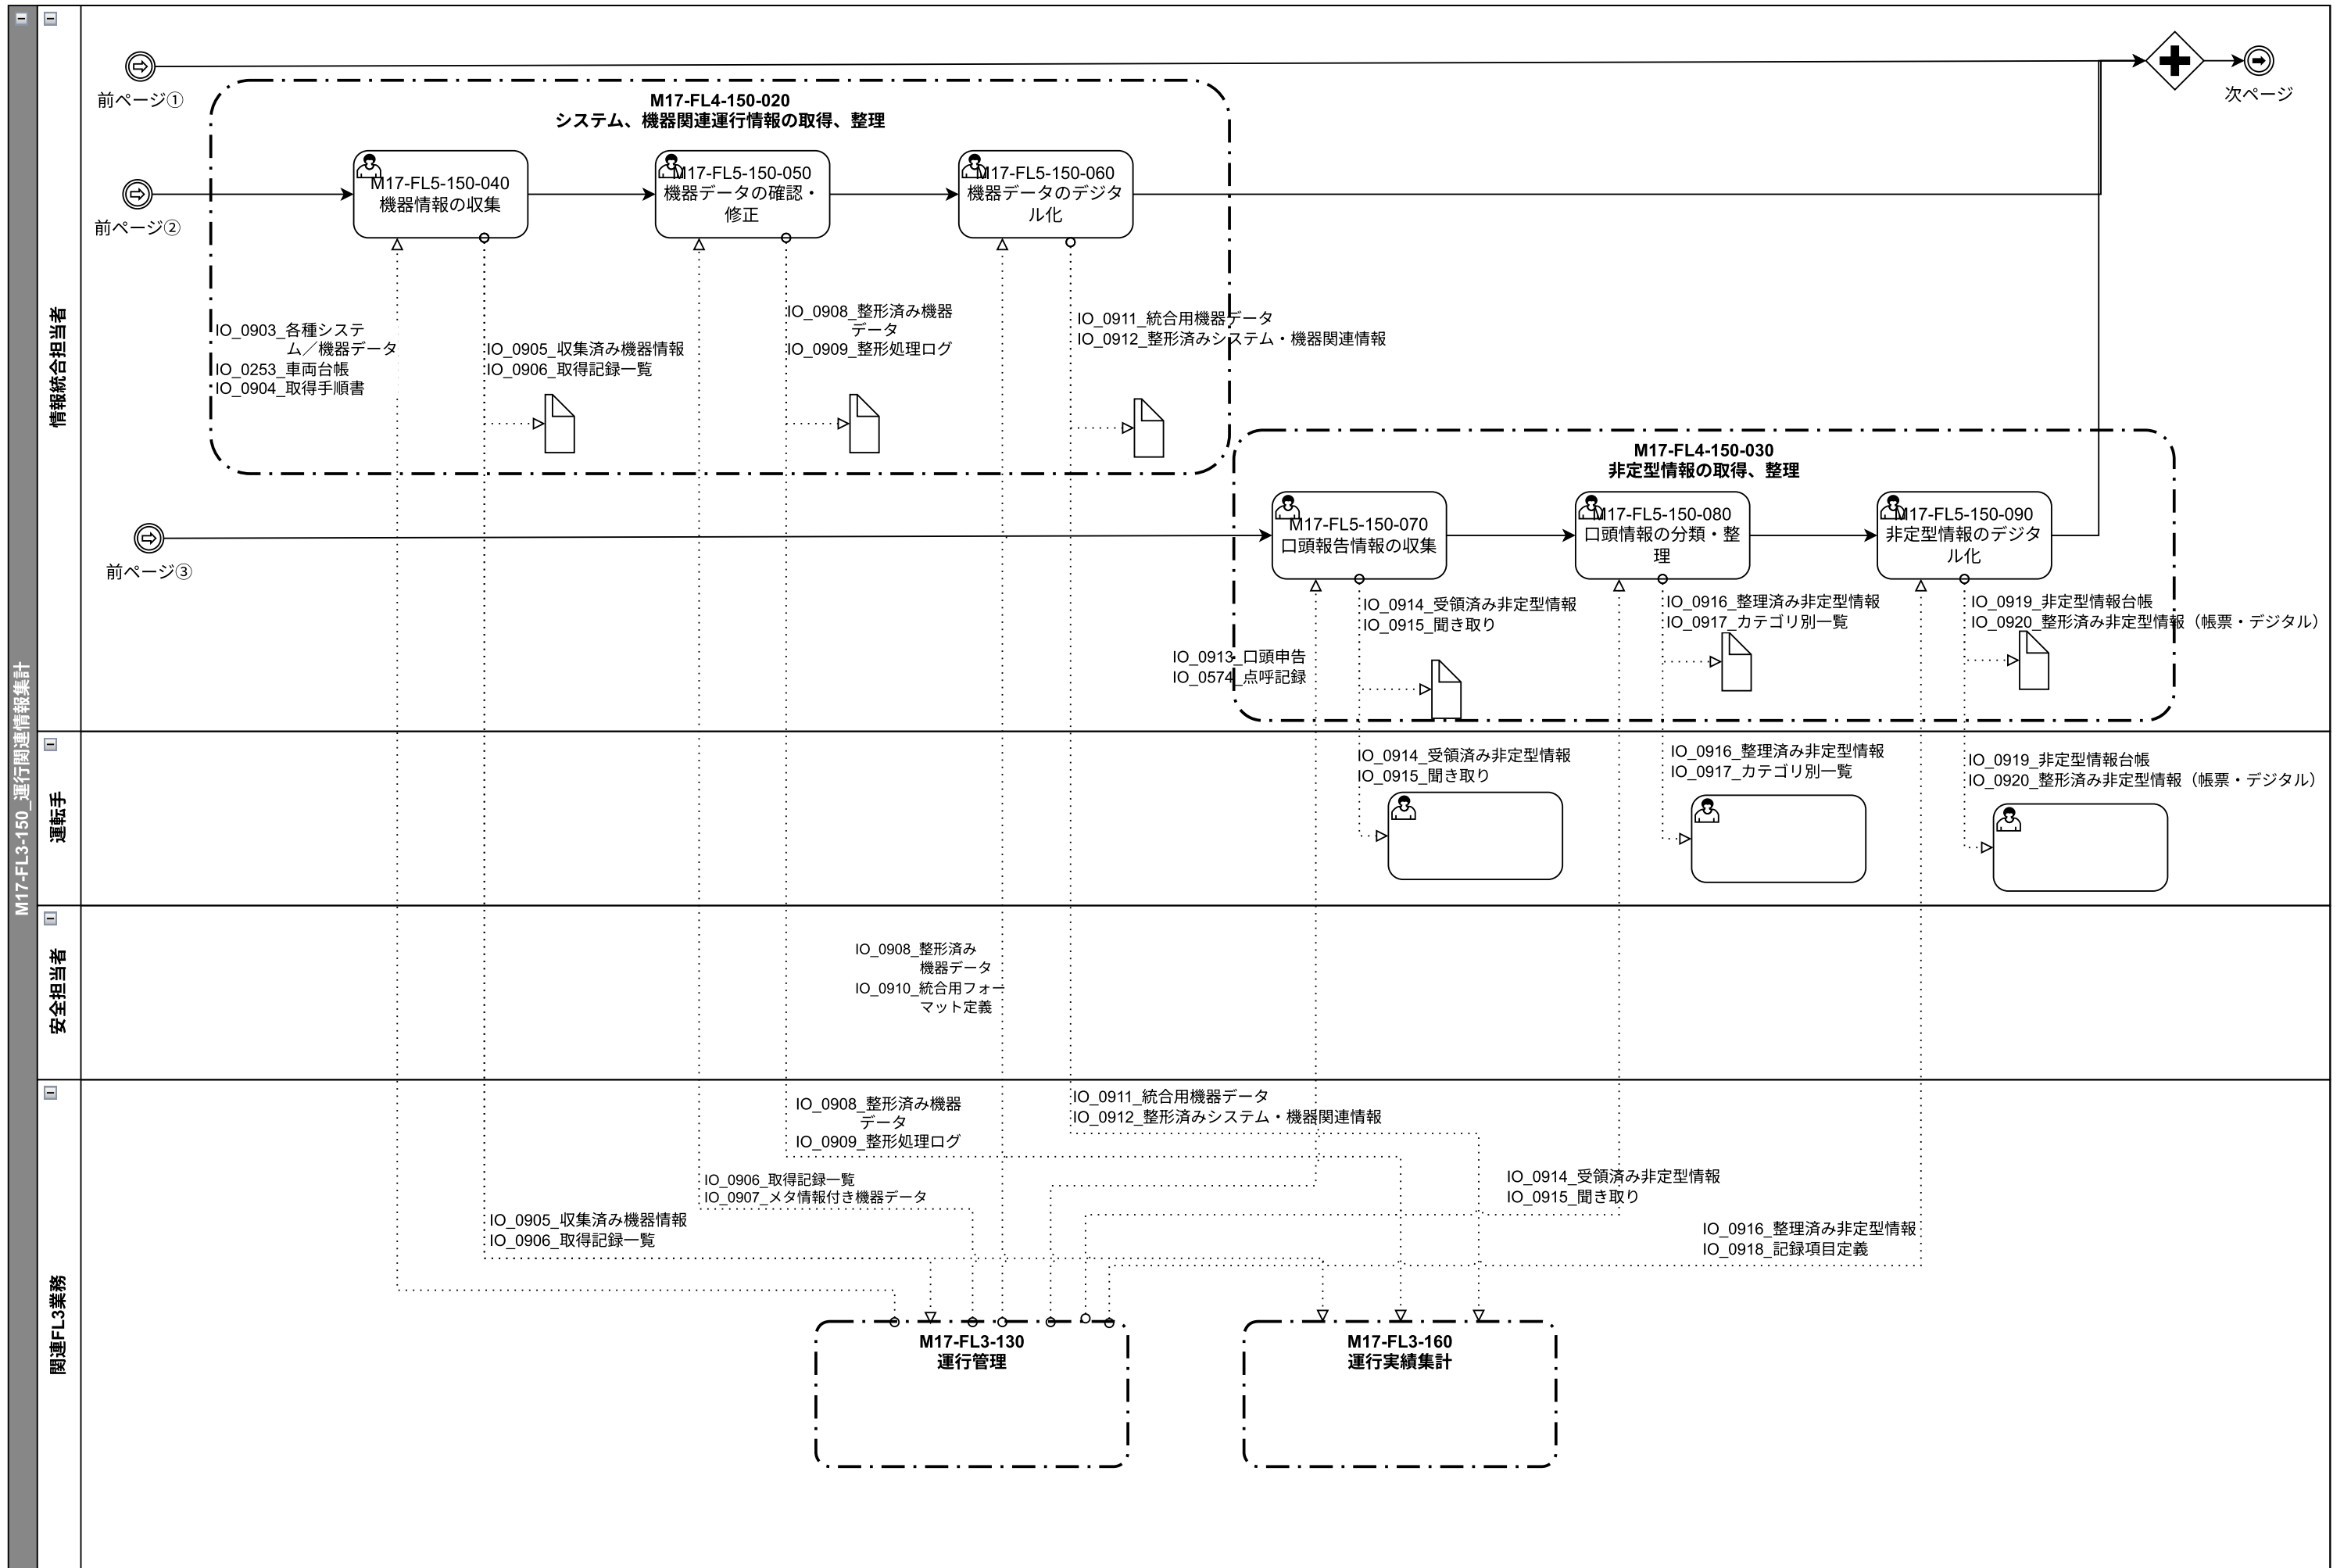 M17-FL3-150_運行関連情報集計
情報統合担当者
前ページ①
次ページ
M17-FL4-150-020
システム、機器関連運行情報の取得、整理
前ページ②
M17-FL5-150-040
機器情報の収集
M17-FL5-150-050
機器データの確認・
修正
M17-FL5-150-060
機器データのデジタ
ル化
IO_0903_各種システ
ム／機器データ
IO_0253_車両台帳
IO_0904_取得手順書
IO_0905_収集済み機器情報
IO_0906_取得記録一覧
IO_0908_整形済み機器
データ
IO_0909_整形処理ログ
IO_0911_統合用機器データ
IO_0912_整形済みシステム・機器関連情報
M17-FL4-150-030
非定型情報の取得、整理
前ページ③
M17-FL5-150-070
口頭報告情報の収集
M17-FL5-150-080
口頭情報の分類・整
理
M17-FL5-150-090
非定型情報のデジタ
ル化
IO_0913_口頭申告
IO_0574_点呼記録
IO_0914_受領済み非定型情報
IO_0915_聞き取り
IO_0916_整理済み非定型情報
IO_0917_カテゴリ別一覧
IO_0919_非定型情報台帳
IO_0920_整形済み非定型情報（帳票・デジタル）
運転手
IO_0914_受領済み非定型情報
IO_0915_聞き取り
IO_0916_整理済み非定型情報
IO_0917_カテゴリ別一覧
IO_0919_非定型情報台帳
IO_0920_整形済み非定型情報（帳票・デジタル）
安全担当者
IO_0908_整形済み
機器データ
IO_0910_統合用フォー
マット定義
関連FL3業務
IO_0908_整形済み機器
データ
IO_0909_整形処理ログ
IO_0911_統合用機器データ
IO_0912_整形済みシステム・機器関連情報
IO_0906_取得記録一覧
IO_0907_メタ情報付き機器データ
IO_0914_受領済み非定型情報
IO_0915_聞き取り
IO_0905_収集済み機器情報
IO_0906_取得記録一覧
IO_0916_整理済み非定型情報
IO_0918_記録項目定義
M17-FL3-130
運行管理
M17-FL3-160
運行実績集計